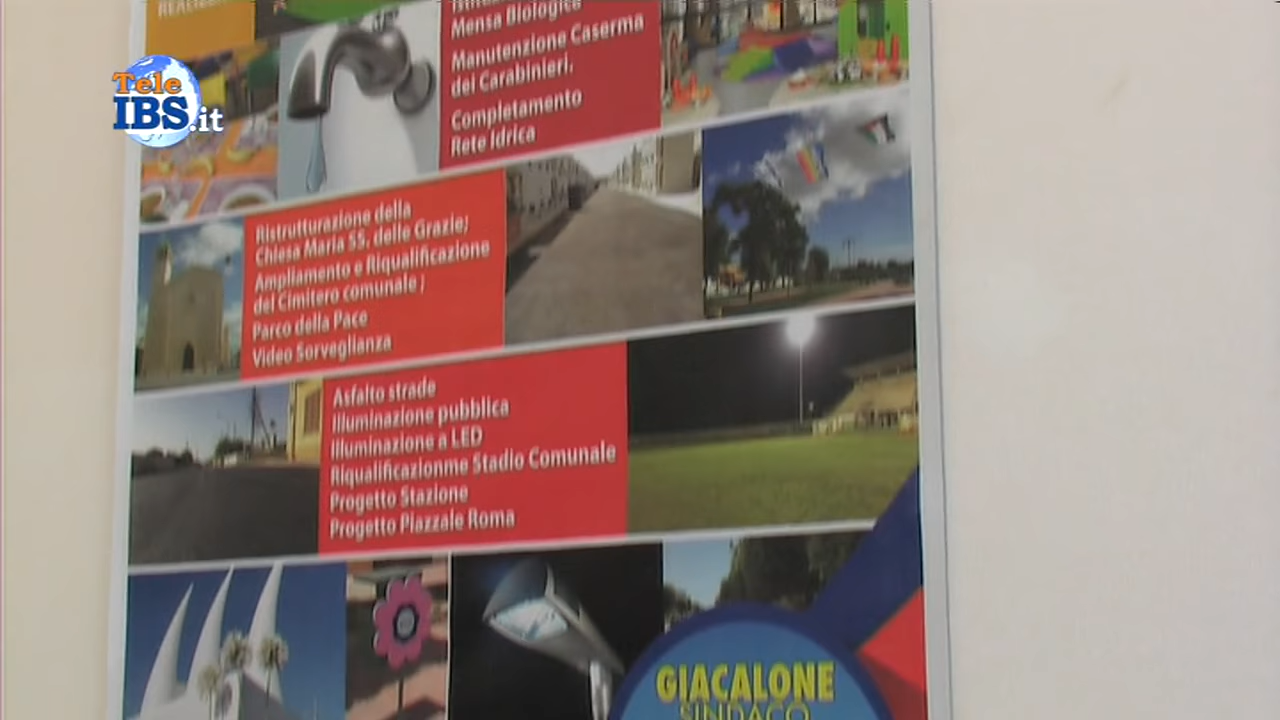 Tele
IBS.it
Mensa Biologica
Manutenzione Caserma
dei Carabinieri.
Completamento
Rete Idrica
Ristrutturazione della
Chiesa Maria SS. delle Grazie;
Ampliamento e Riqualificazione
del Cimitero comunale ;
Parco della Pace
Video Sorveglianza
Asfalto strade
Illuminazione pubblica
Illuminazione a LED
Riqualificazionme Stadio Comunale
Progetto Stazione
Progetto Piazzale Roma
GIACALONE
SINDACO